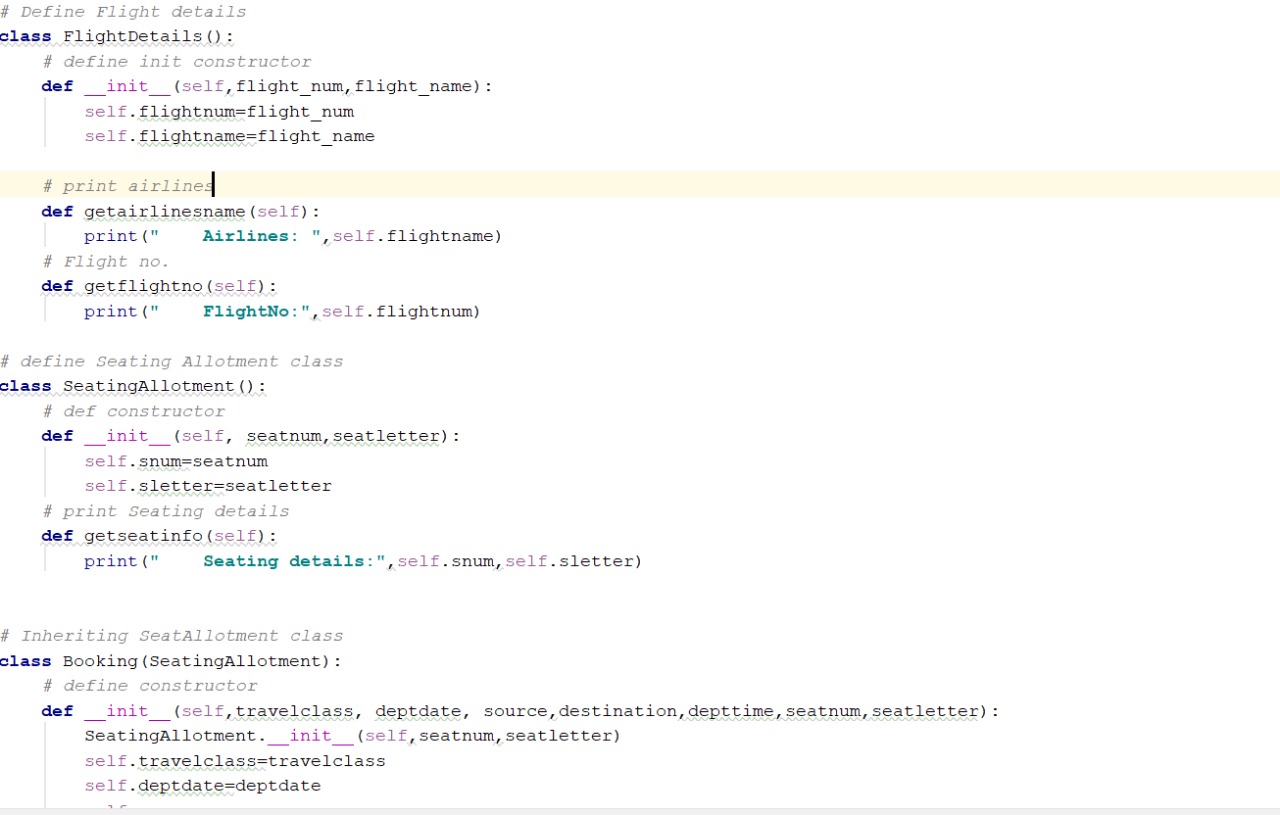 # Define Flight details
class FlightDetails():
    # define init constructor
    def __init__(self,flight_num,flight_name):
        self.flightnum=flight_num
        self.flightname=flight_name

    # print airlines
    def getairlinesname(self):
        print("    Airlines: ",self.flightname)
    # Flight no.
    def getflightno(self):
        print("    FlightNo:",self.flightnum)

# define Seating Allotment class
class SeatingAllotment():
    # def constructor
    def __init__(self, seatnum,seatletter):
        self.snum=seatnum
        self.sletter=seatletter
    # print Seating details
    def getseatinfo(self):
        print("    Seating details:",self.snum,self.sletter)


# Inheriting SeatAllotment class
class Booking(SeatingAllotment):
    # define constructor
    def __init__(self,travelclass, deptdate, source,destination,depttime,seatnum,seatletter):
        SeatingAllotment.__init__(self,seatnum,seatletter)
        self.travelclass=travelclass
        self.deptdate=deptdate